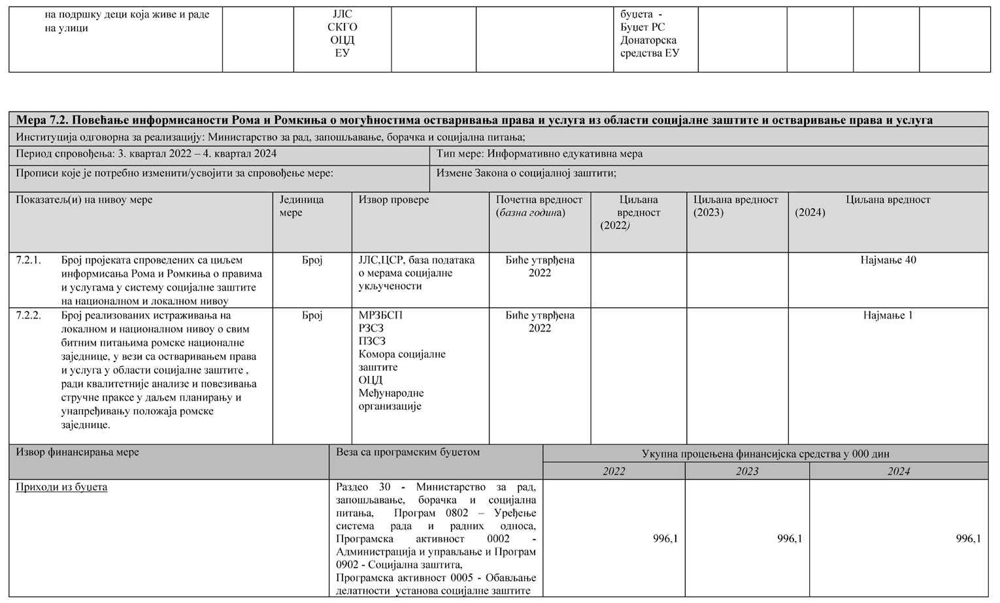 на подршку деци која живе и раде
на улици
ЈЛС
СКГО
ОЦД
ЕУ
буџета -
Буџет РС
Донаторска
средства ЕУ
Мера 7.2. Повећање информисаности Рома и Ромкиња о могућностима остваривања права и услуга из области социјалне заштите и остваривање права и услуга
Институција одговорна за реализацију: Министарство за рад, запошљавање, борачка и социјална питања;
Период спровођења: 3. квартал 2022 – 4. квартал 2024
Тип мере: Информативно едукативна мера
Прописи које је потребно изменити/усвојити за спровођење мере:
Измене Закона о социјалној заштити;
Показатељ(и) на нивоу мере
Јединица
мере
Извор провере
Почетна вредност
(базна година)
Циљана
вредност
(2022)
Циљана вредност
(2023)
Циљана вредност
(2024)
7.2.1. Број пројеката спроведених са циљем
информисања Рома и Ромкиња о правима
и услугама у систему социјалне заштите
на националном и локалном нивоу
Број
ЈЛС,ЦСР, база података
о мерама социјалне
укључености
Биће утврђена
2022
Најмање 40
7.2.2. Број реализованих истраживања на
локалном и националном нивоу о свим
битним питањима ромске националне
заједнице, у вези са остваривањем права
и услуга у области социјалне заштите ,
ради квалитетније анализе и повезивања
стручне праксе у даљем планирању и
унапређивању положаја ромске
заједнице.
Број
МРЗБСП
РЗСЗ
ПЗСЗ
Комора социјалне
заштите
ОЦД
Међународне
организације
Биће утврђена
2022
Најмање 1
Извор финансирања мере
Веза са програмским буџетом
Укупна процењена финансијска средства у 000 дин
2022
2023
2024
Приходи из буџета
Раздео 30 - Министарство за рад,
запошљавање, борачка и социјална
питања, Програм 0802 – Уређење
система рада и радних односа,
Програмска активност 0002 -
Администрација и управљање и Програм
0902 - Социјална заштита,
Програмска активност 0005 - Обављање
делатности установа социјалне заштите
996,1
996,1
996,1